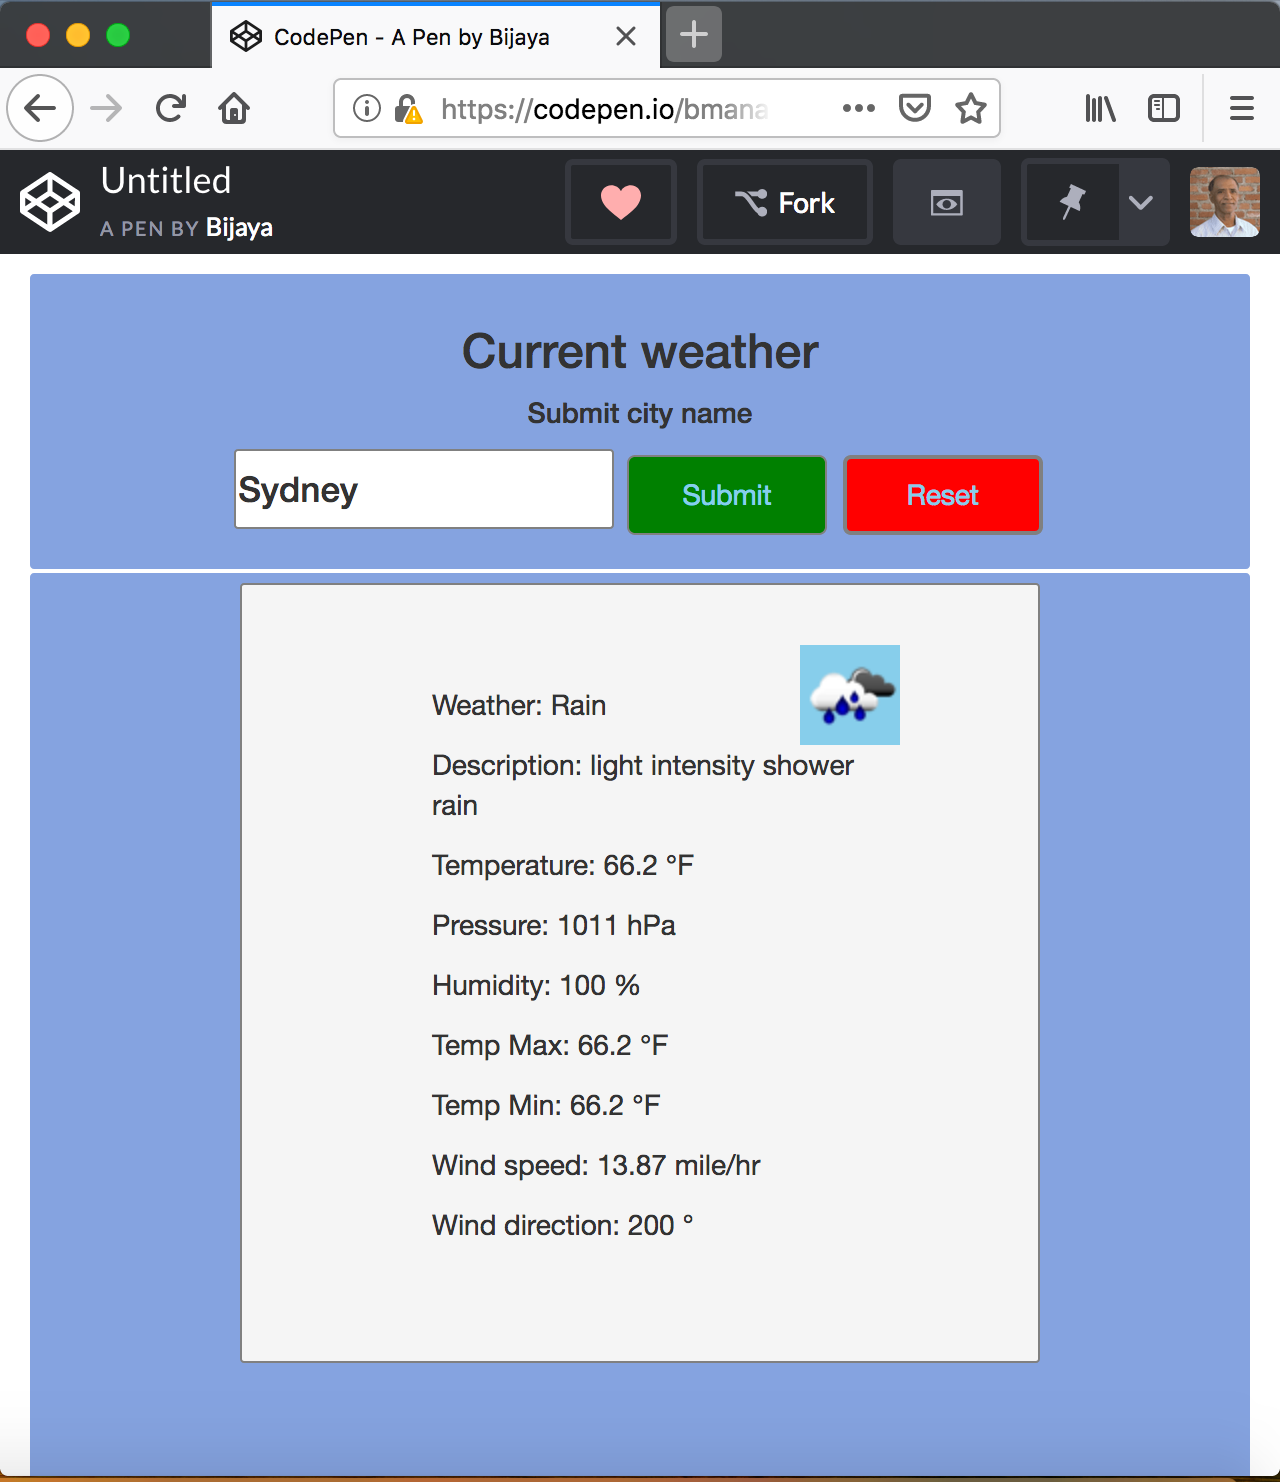 CodePen - A Pen by Bijaya
https://codepen.io/bmana
Untitled
A PEN BY Bijaya
Fork
Current weather
Submit city name
Sydney
Submit
Reset
Weather: Rain
Description: light intensity shower
rain
Temperature: 66.2 °F
Pressure: 1011 hPa
Humidity: 100 %
Temp Max: 66.2 °F
Temp Min: 66.2 °F
Wind speed: 13.87 mile/hr
Wind direction: 200 °